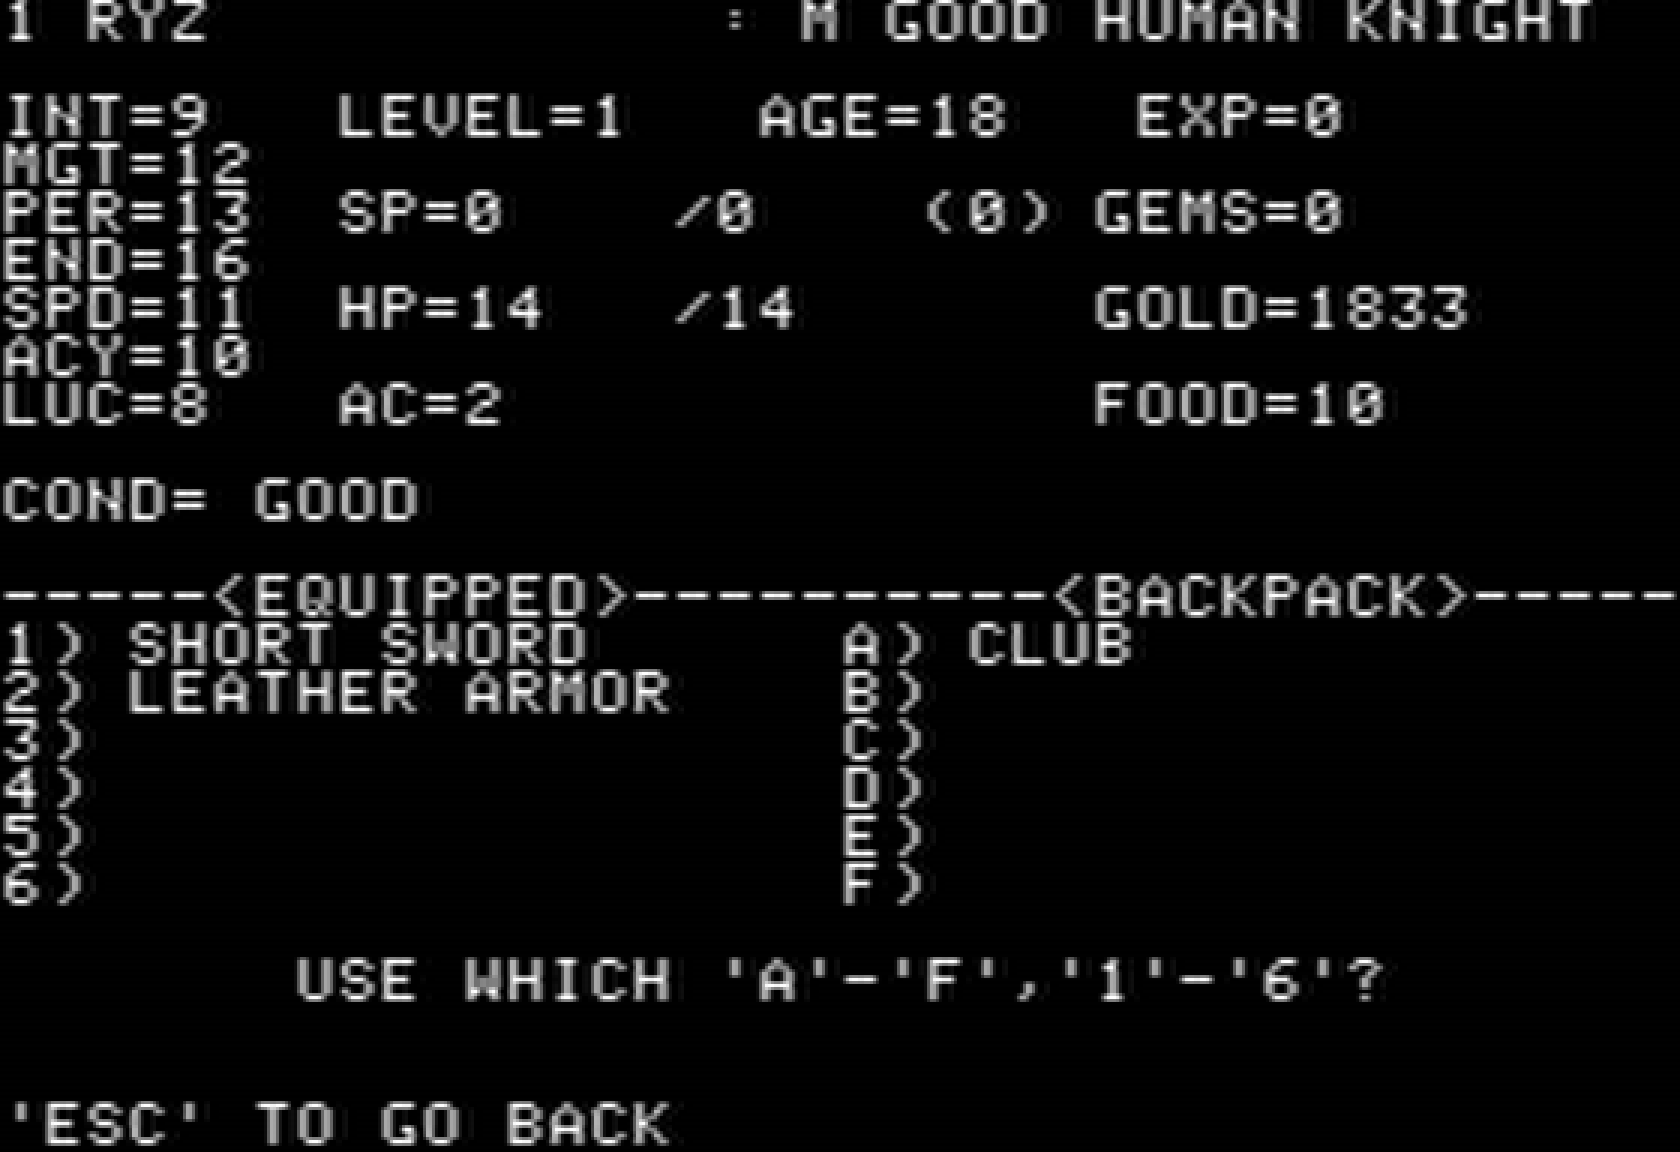 1 RYZ : M GOOD HUMAN KNIGHT
INT=9 LEVEL=1 AGE=18 EXP=0
MGT=12
PER=13 SP=0 /0 (0) GEMS=0
END=16
SPD=11 HP=14 /14 GOLD=1833
ACY=10
LUC=8 AC=2 FOOD=10
COND= GOOD
-----<EQUIPPED>----------<BACKPACK>-----
1) SHORT SWORD A) CLUB
2) LEATHER ARMOR B)
3) C)
4) D)
5) E)
6) F)
USE WHICH 'A'-'F','1'-'6'?
'ESC' TO GO BACK